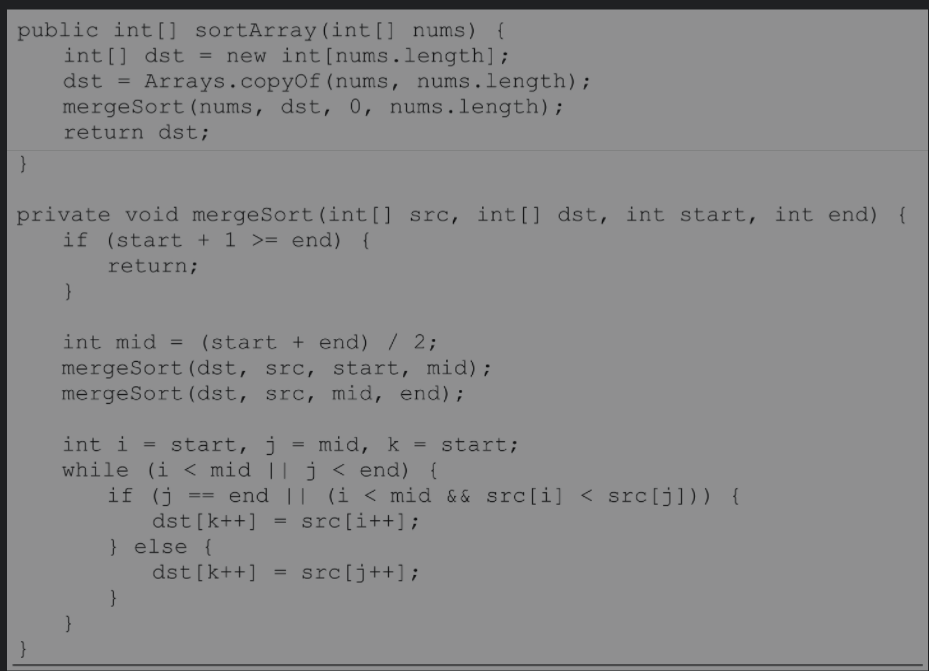 public int[] sortArray(int[] nums) {
    int[] dst = new int[nums.length];
    dst = Arrays.copyOf(nums, nums.length);
    mergeSort(nums, dst, 0, nums.length);
    return dst;
}

private void mergeSort(int[] src, int[] dst, int start, int end) {
    if (start + 1 >= end) {
        return;
    }

    int mid = (start + end) / 2;
    mergeSort(dst, src, start, mid);
    mergeSort(dst, src, mid, end);

    int i = start, j = mid, k = start;
    while (i < mid || j < end) {
        if (j == end || (i < mid && src[i] < src[j])) {
            dst[k++] = src[i++];
        } else {
            dst[k++] = src[j++];
        }
    }
}